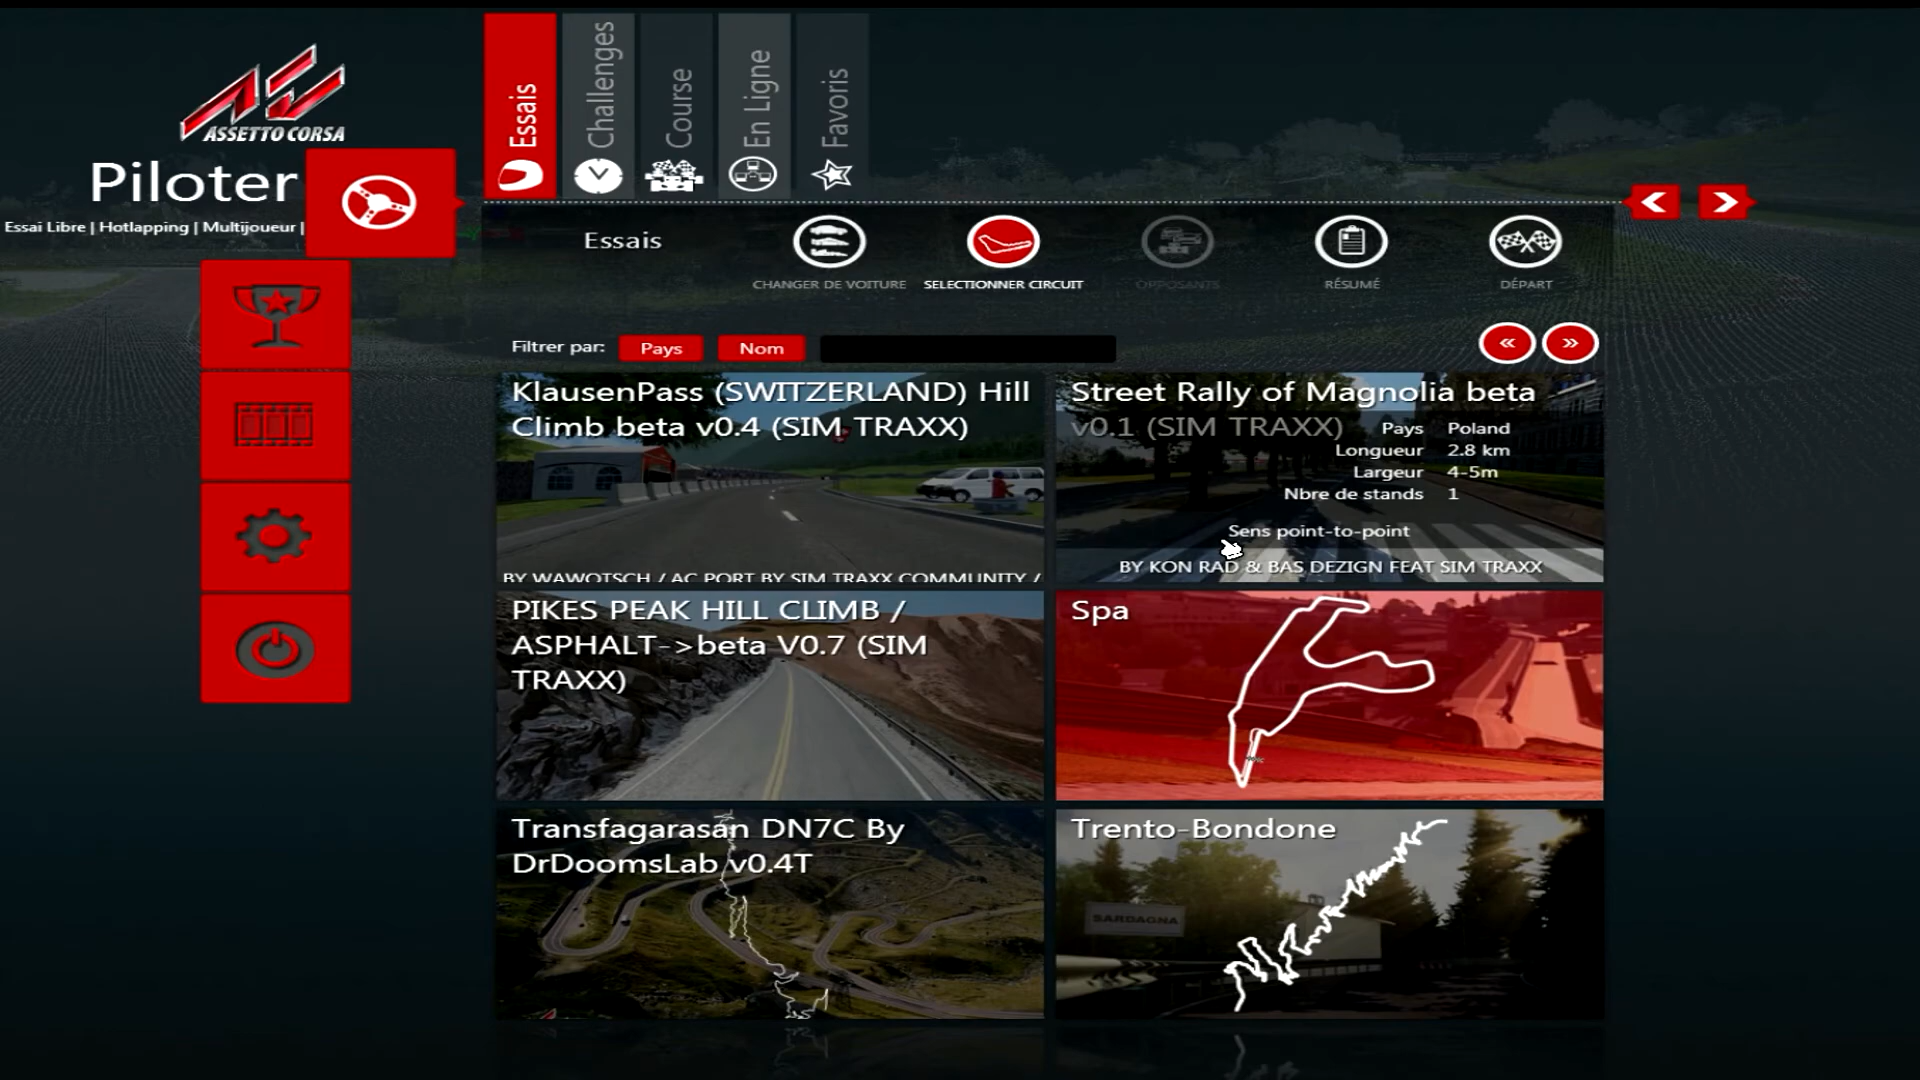 ASSETTO CORSA
Piloter
Essai Libre | Hotlapping | Multijoueur |
Essais
Challenges
Course
En Ligne
Favoris
Essais
CHANGER DE VOITURE
SELECTIONNER CIRCUIT
OPPOSANTS
RÉSUMÉ
DÉPART
Filtrer par:
Pays
Nom
KlausenPass (SWITZERLAND) Hill
Climb beta v0.4 (SIM TRAXX)
BY WAWOTSCH / AC PORT BY SIM TRAXX COMMUNITY /
Street Rally of Magnolia beta
v0.1 (SIM TRAXX)
Pays Poland
Longueur 2.8 km
Largeur 4-5m
Nbre de stands 1
Sens point-to-point
BY KON RAD & BAS DEZIGN FEAT SIM TRAXX
PIKES PEAK HILL CLIMB /
ASPHALT->beta V0.7 (SIM
TRAXX)
Spa
Transfagarasan DN7C By
DrDoomsLab v0.4T
Trento-Bondone
SARDAGNA